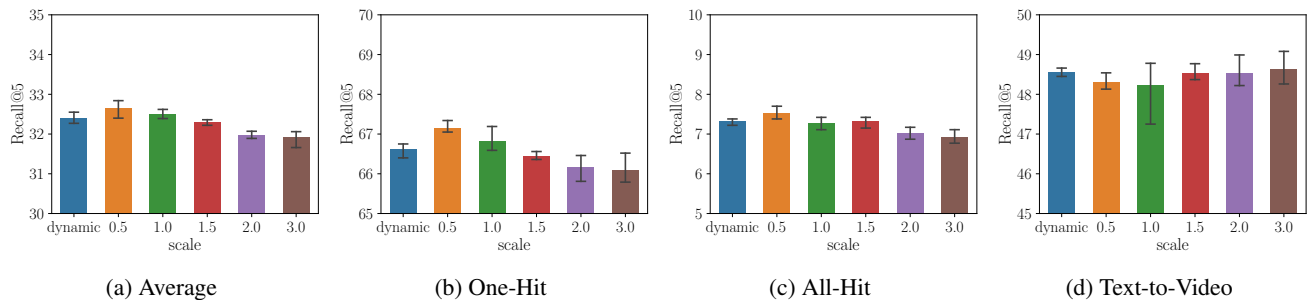 35
34
33
32
31
30
Recall@5
dynamic 0.5 1.0 1.5 2.0 3.0
scale
(a) Average
70
69
68
67
66
65
Recall@5
dynamic 0.5 1.0 1.5 2.0 3.0
scale
(b) One-Hit
10
9
8
7
6
5
Recall@5
dynamic 0.5 1.0 1.5 2.0 3.0
scale
(c) All-Hit
50
49
48
47
46
45
Recall@5
dynamic 0.5 1.0 1.5 2.0 3.0
scale
(d) Text-to-Video